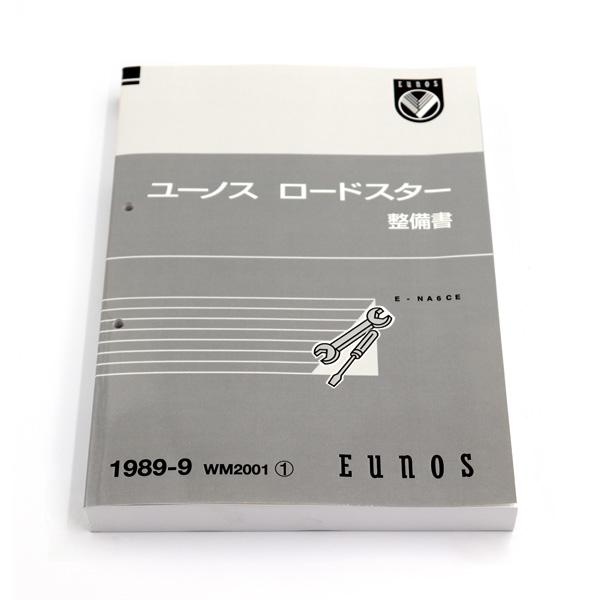 EUNOS
ユーノス ロードスター
整備書
E - NA6CE
1989-9 WM2001 ①
EUNOS